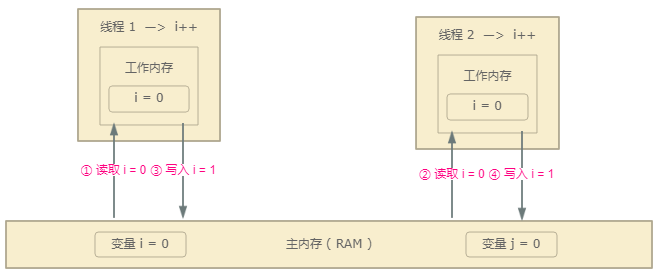 线程 1 —> i++
工作内存
i = 0
① 读取 i = 0 ③ 写入 i = 1
线程 2 —> i++
工作内存
i = 0
② 读取 i = 0 ④ 写入 i = 1
变量 i = 0
主内存 ( RAM )
变量 j = 0